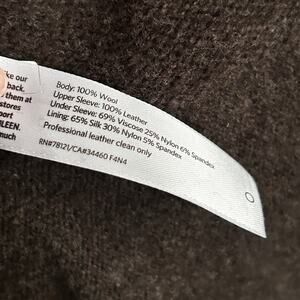 ke our
back.
them at
stores
port
ILEEN.
much
Body: 100% Wool
Upper Sleeve: 100% Leather
Under Sleeve: 69% Viscose 25% Nylon 6% Spandex
Lining: 65% Silk 30% Nylon 5% Spandex
Professional leather clean only
RN#78121/CA#34460 F4N4